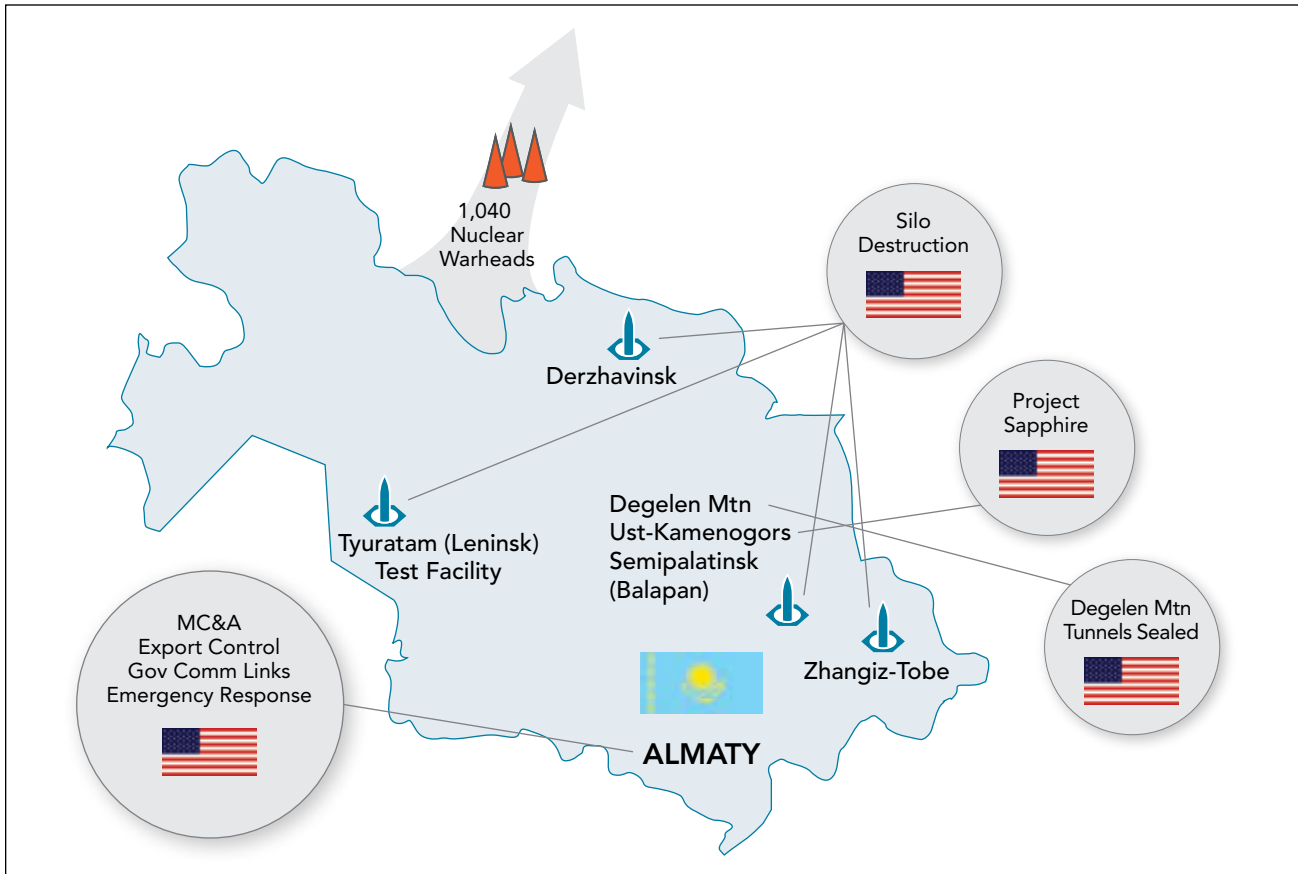 1,040
Nuclear
Warheads
Silo
Destruction
Derzhavinsk
Project
Sapphire
Degelen Mtn
Ust-Kamenogors
Semipalatinsk
(Balapan)
Tyuratam (Leninsk)
Test Facility
Degelen Mtn
Tunnels Sealed
Zhangiz-Tobe
MC&A
Export Control
Gov Comm Links
Emergency Response
ALMATY